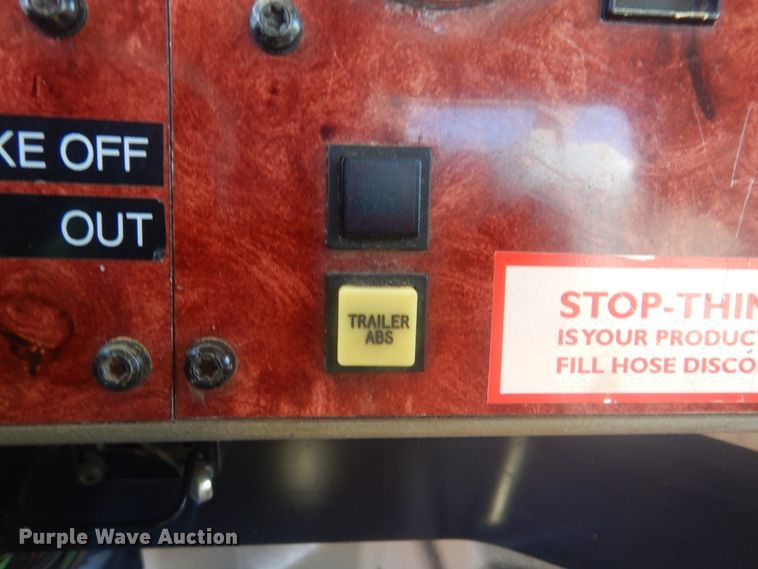 KE OFF
OUT
TRAILER
ABS
STOP-THIN
IS YOUR PRODUCT
FILL HOSE DISCO
Purple Wave Auction